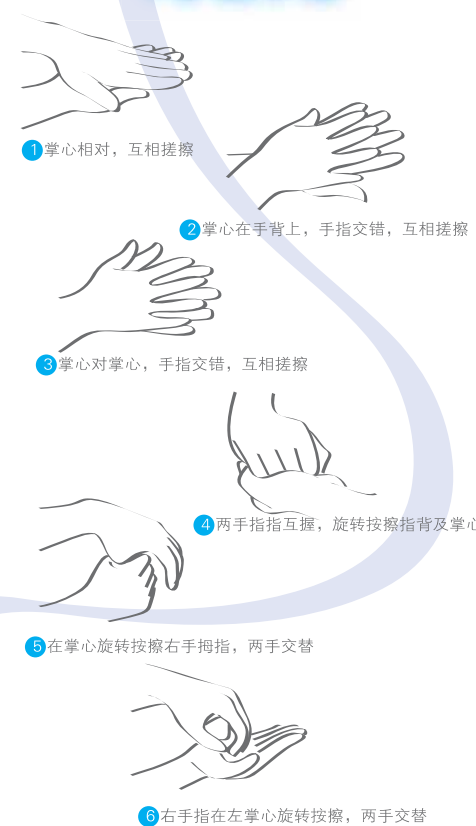 1掌心相对，互相搓擦
2掌心在手背上，手指交错，互相搓擦
3掌心对掌心，手指交错，互相搓擦
4两手指指互握，旋转按擦指背及掌心
5在掌心旋转按擦右手拇指，两手交替
6右手指在左掌心旋转按擦，两手交替